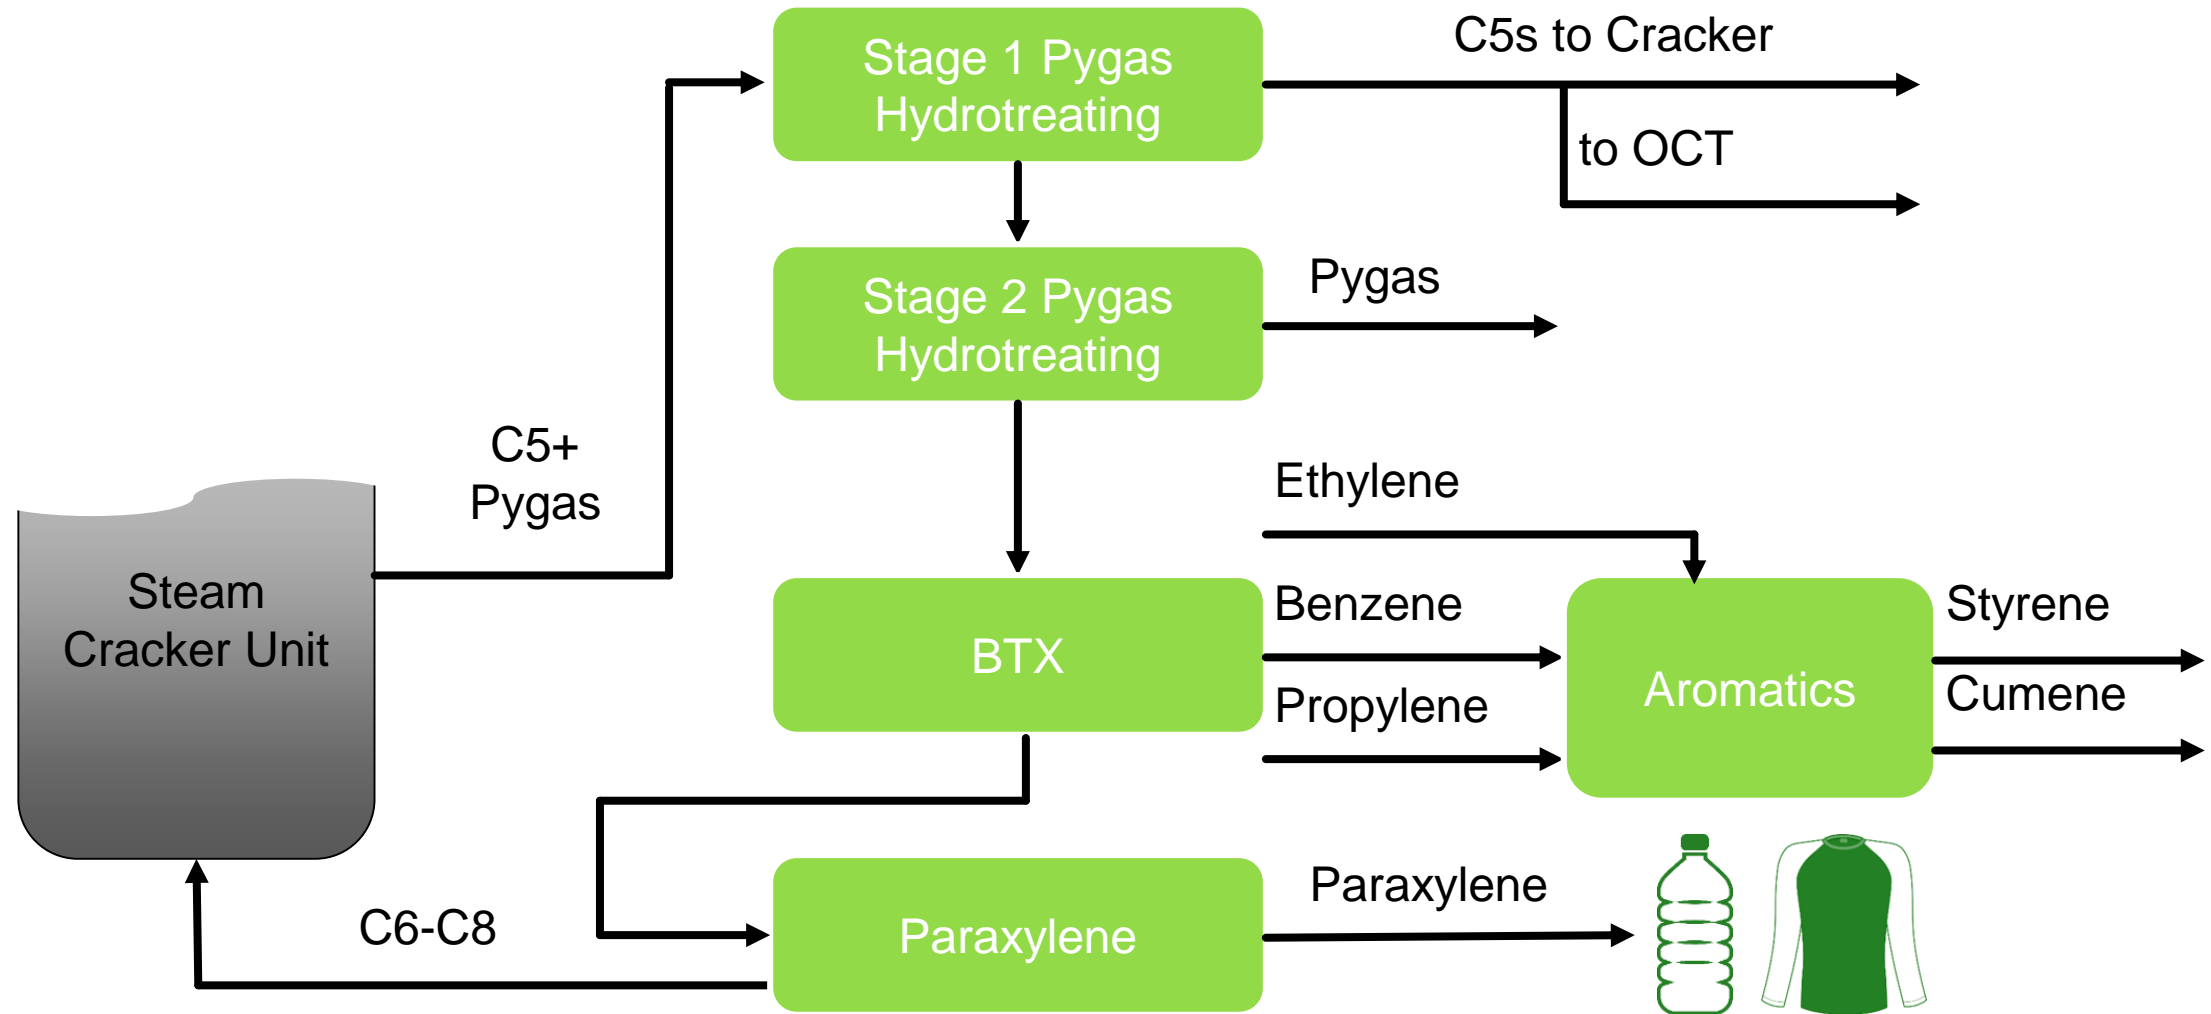 Stage 1 Pygas
Hydrotreating
C5s to Cracker
to OCT
Stage 2 Pygas
Hydrotreating
Pygas
C5+
Pygas
Steam
Cracker Unit
Ethylene
BTX
Benzene
Propylene
Aromatics
Styrene
Cumene
C6-C8
Paraxylene
Paraxylene